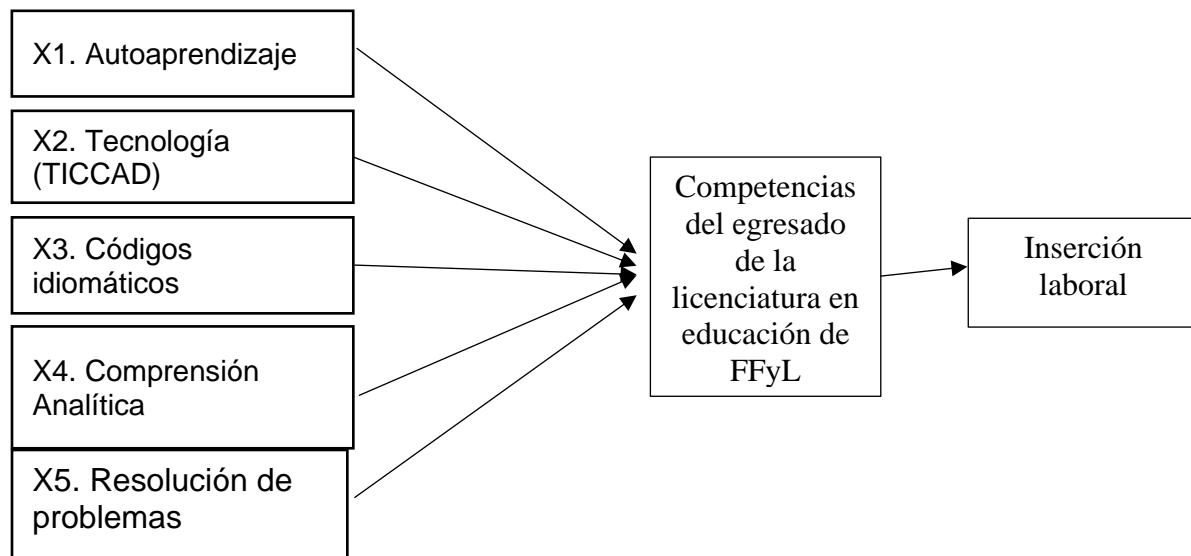 X1. Autoaprendizaje
X2. Tecnología
(TICCAD)
X3. Códigos
idiomáticos
X4. Comprensión
Analítica
X5. Resolución de
problemas
Competencias
del egresado
de la
licenciatura en
educación de
FFyL
Inserción
laboral